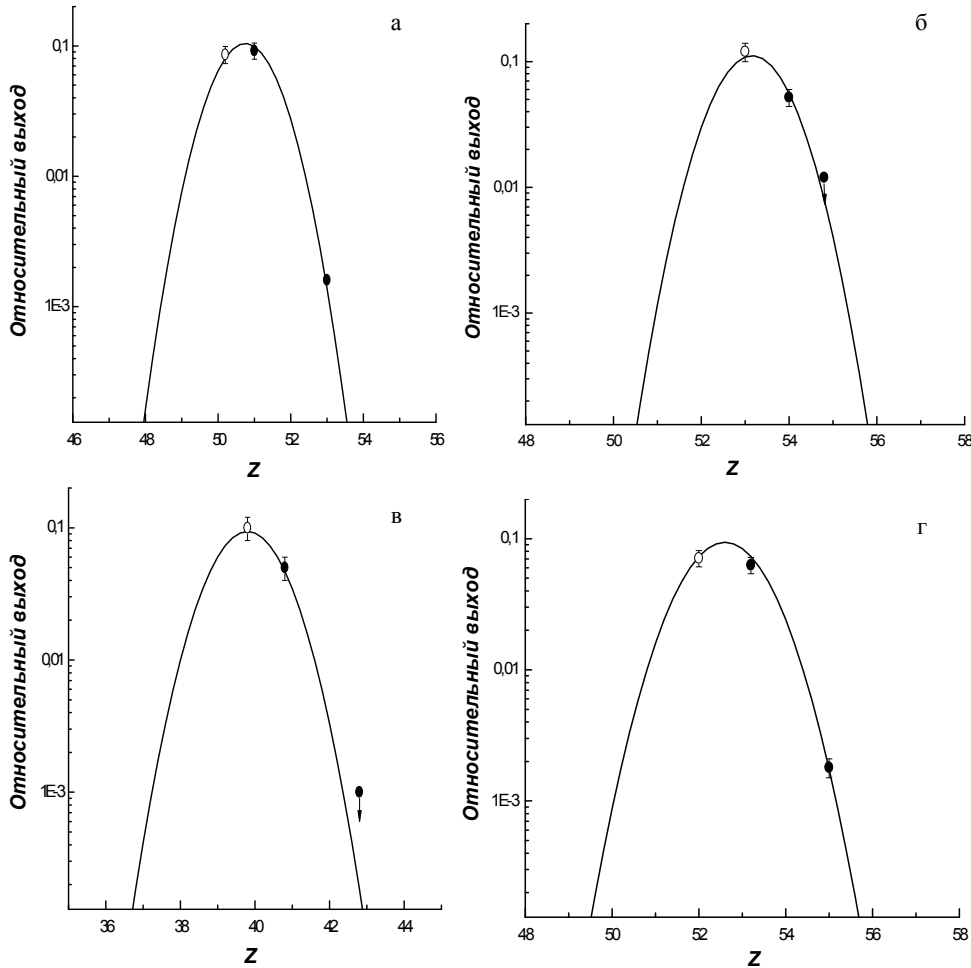 а
Относительный выход
0,1
0,01
1E-3
46 48 50 52 54 56
Z
б
Относительный выход
0,1
0,01
1E-3
48 50 52 54 56 58
Z
в
Относительный выход
0,1
0,01
1E-3
36 38 40 42 44
Z
г
Относительный выход
0,1
0,01
1E-3
48 50 52 54 56 58
Z